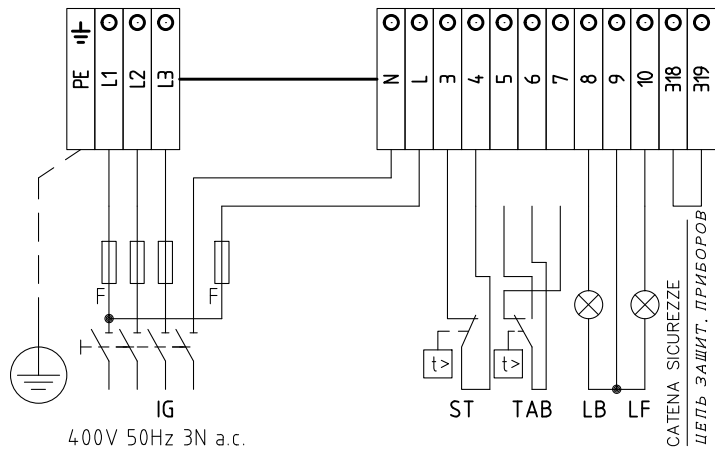 PE L1 L2 L3 N L 3 4 5 6 7 8 9 10 318 319
F F
t> t>
IG ST TAB LB LF
400V 50Hz 3N a.c.
CATENA SICUREZZE
ЦЕПЬ ЗАЩИТ. ПРИБОРОВ